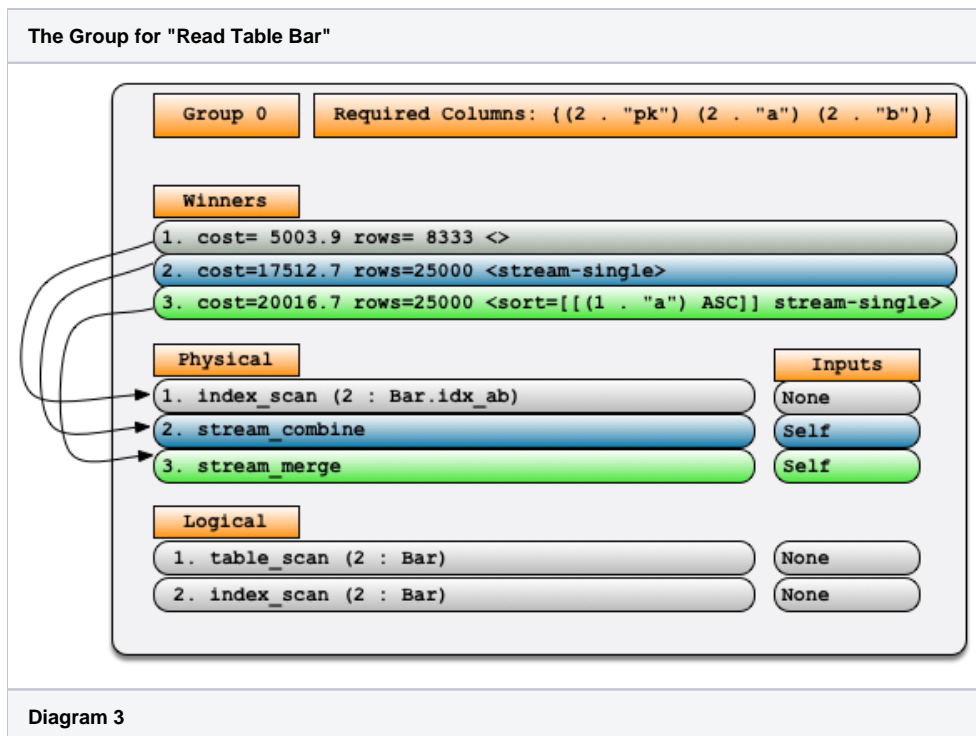 The Group for "Read Table Bar"
Group 0
Required Columns: {(2 . "pk") (2 . "a") (2 . "b")}
Winners
1. cost= 5003.9 rows= 8333 <>
2. cost=17512.7 rows=25000 <stream-single>
3. cost=20016.7 rows=25000 <sort=[[(1 . "a") ASC]] stream-single>
Physical
Inputs
1. index_scan (2 : Bar.idx_ab)
None
2. stream_combine
Self
3. stream_merge
Self
Logical
1. table_scan (2 : Bar)
None
2. index_scan (2 : Bar)
None
Diagram 3